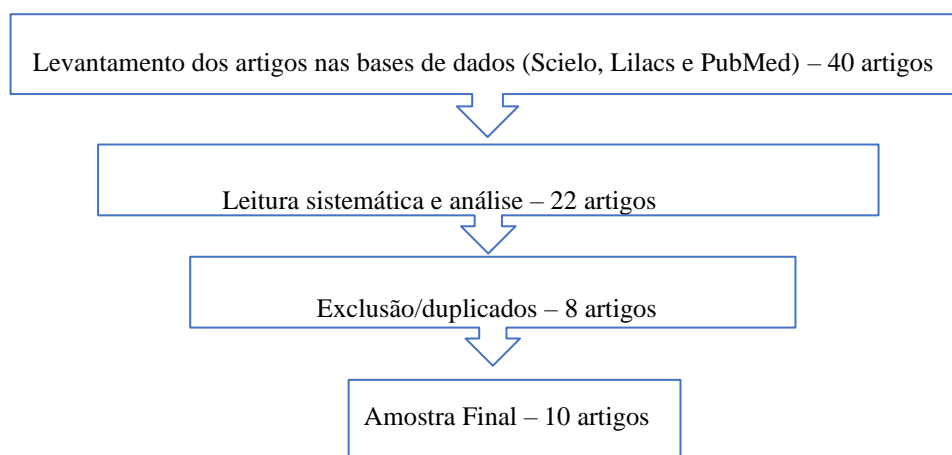 Levantamento dos artigos nas bases de dados (Scielo, Lilacs e PubMed) – 40 artigos
Leitura sistemática e análise – 22 artigos
Exclusão/duplicados – 8 artigos
Amostra Final – 10 artigos